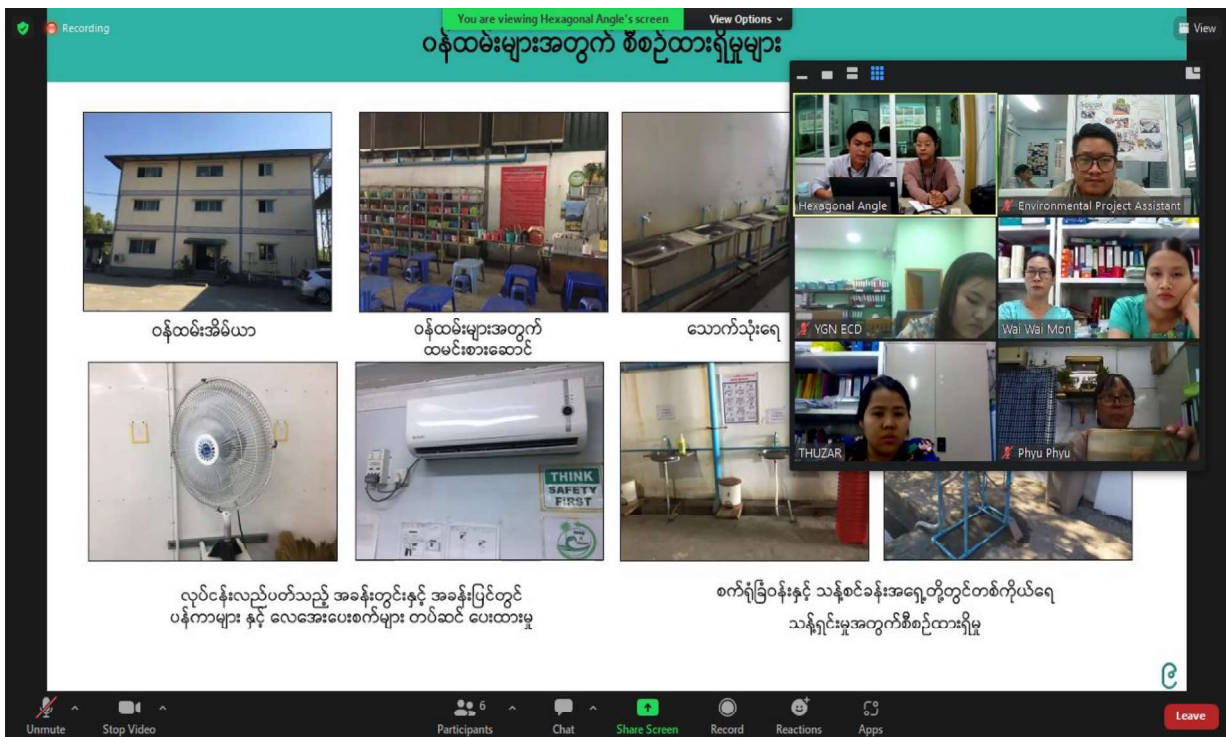 Recording
You are viewing Hexagonal Angle's screen
View Options
View
ဝန်ထမ်းများအတွက် စီစဉ်ထားရှိမှုများ
Hexagonal Angle
Environmental Project Assistant
YGN ECD
Wai Wai Mon
THUZAR
Phyu Phyu
ဝန်ထမ်းအိမ်ယာ
ဝန်ထမ်းများအတွက်
ထမင်းစားဆောင်
သောက်သုံးရေ
THINK
SAFETY
FIRST
လုပ်ငန်းလည်ပတ်သည့် အခန်းတွင်းနှင့် အခန်းပြင်တွင်
ပန်ကာများ နှင့် လေအေးပေးစက်များ တပ်ဆင် ပေးထားမှု
စက်ရုံခြံဝန်းနှင့် သန့်စင်ခန်းအရှေ့တို့တွင်တစ်ကိုယ်ရေ
သန့်ရှင်းမှုအတွက်စီစဉ်ထားရှိမှု
Unmute
Stop Video
Participants
6
Chat
Share Screen
Record
Reactions
Apps
Leave